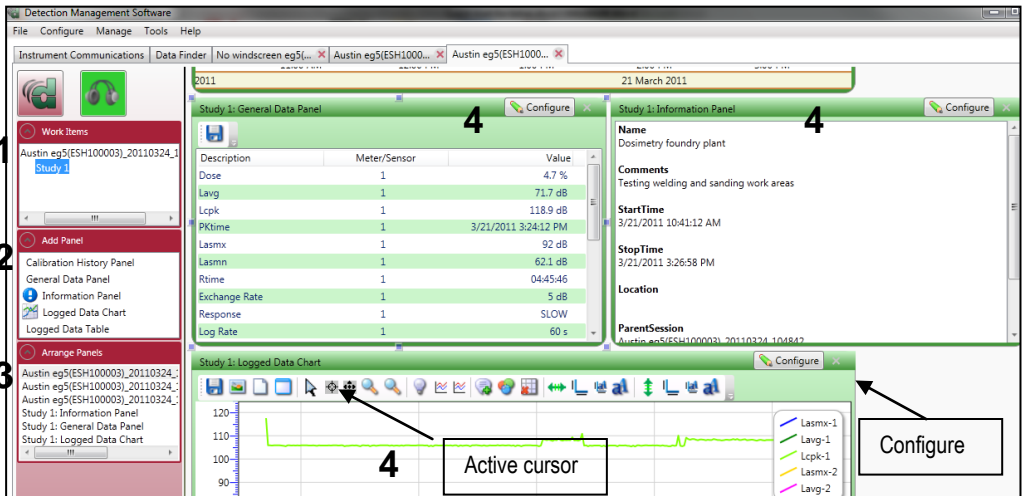 Detection Management Software
File Configure Manage Tools Help
Instrument Communications Data Finder No windscreen eg5(... Austin eg5(ESH1000... Austin eg5(ESH1000...
2011 21 March 2011
1
Work Items
Austin eg5(ESH100003)_20110324_1
Study 1
2
Add Panel
Calibration History Panel
General Data Panel
Information Panel
Logged Data Chart
Logged Data Table
3
Arrange Panels
Austin eg5(ESH100003)_20110324_
Austin eg5(ESH100003)_20110324_
Austin eg5(ESH100003)_20110324_
Study 1: Information Panel
Study 1: General Data Panel
Study 1: Logged Data Chart
Study 1: General Data Panel 4 Configure
Description Meter/Sensor Value
Dose 1 4.7 %
Lavg 1 71.7 dB
Lcpk 1 118.9 dB
PKtime 1 3/21/2011 3:24:12 PM
Lasmx 1 92 dB
Lasmn 1 62.1 dB
Rtime 1 04:45:46
Exchange Rate 1 5 dB
Response 1 SLOW
Log Rate 1 60 s
Study 1: Information Panel 4 Configure
Name
Dosimetry foundry plant
Comments
Testing welding and sanding work areas
StartTime
3/21/2011 10:41:12 AM
StopTime
3/21/2011 3:26:58 PM
Location
ParentSession
Austin eg5(ESH100003)_20110324_104842
Study 1: Logged Data Chart Configure
120
110
100
90
4
Active cursor
Lasmx-1
Lavg-1
Lcpk-1
Lasmx-2
Lavg-2
Configure